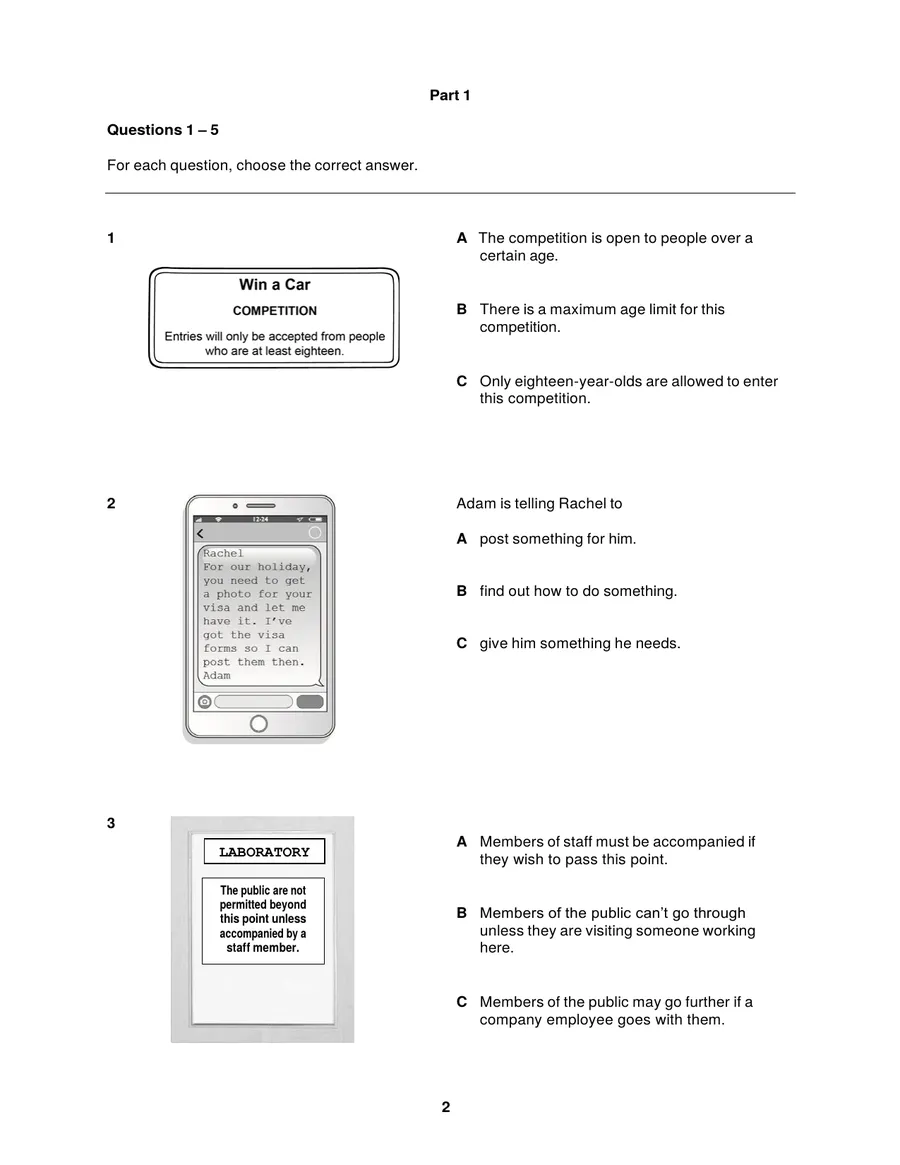 Part 1
Questions 1 – 5
For each question, choose the correct answer.
1
Win a Car
COMPETITION
Entries will only be accepted from people
who are at least eighteen.
A The competition is open to people over a
certain age.
B There is a maximum age limit for this
competition.
C Only eighteen-year-olds are allowed to enter
this competition.
2
12:24
Rachel
For our holiday,
you need to get
a photo for your
visa and let me
have it. I've
got the visa
forms so I can
post them then.
Adam
Adam is telling Rachel to
A post something for him.
B find out how to do something.
C give him something he needs.
3
LABORATORY
The public are not
permitted beyond
this point unless
accompanied by a
staff member.
A Members of staff must be accompanied if
they wish to pass this point.
B Members of the public can't go through
unless they are visiting someone working
here.
C Members of the public may go further if a
company employee goes with them.
2